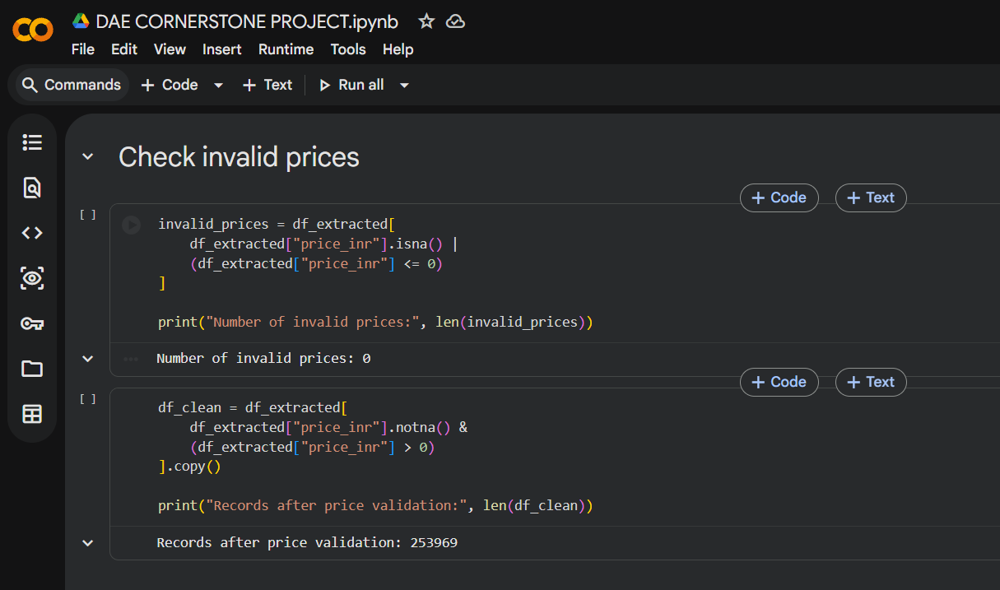 DAE CORNERSTONE PROJECT.ipynb
File Edit View Insert Runtime Tools Help
Commands + Code + Text Run all
Check invalid prices
+ Code + Text
[ ]
invalid_prices = df_extracted[
    df_extracted["price_inr"].isna() |
    (df_extracted["price_inr"] <= 0)
]
print("Number of invalid prices:", len(invalid_prices))
Number of invalid prices: 0
+ Code + Text
[ ]
df_clean = df_extracted[
    df_extracted["price_inr"].notna() &
    (df_extracted["price_inr"] > 0)
].copy()
print("Records after price validation:", len(df_clean))
Records after price validation: 253969